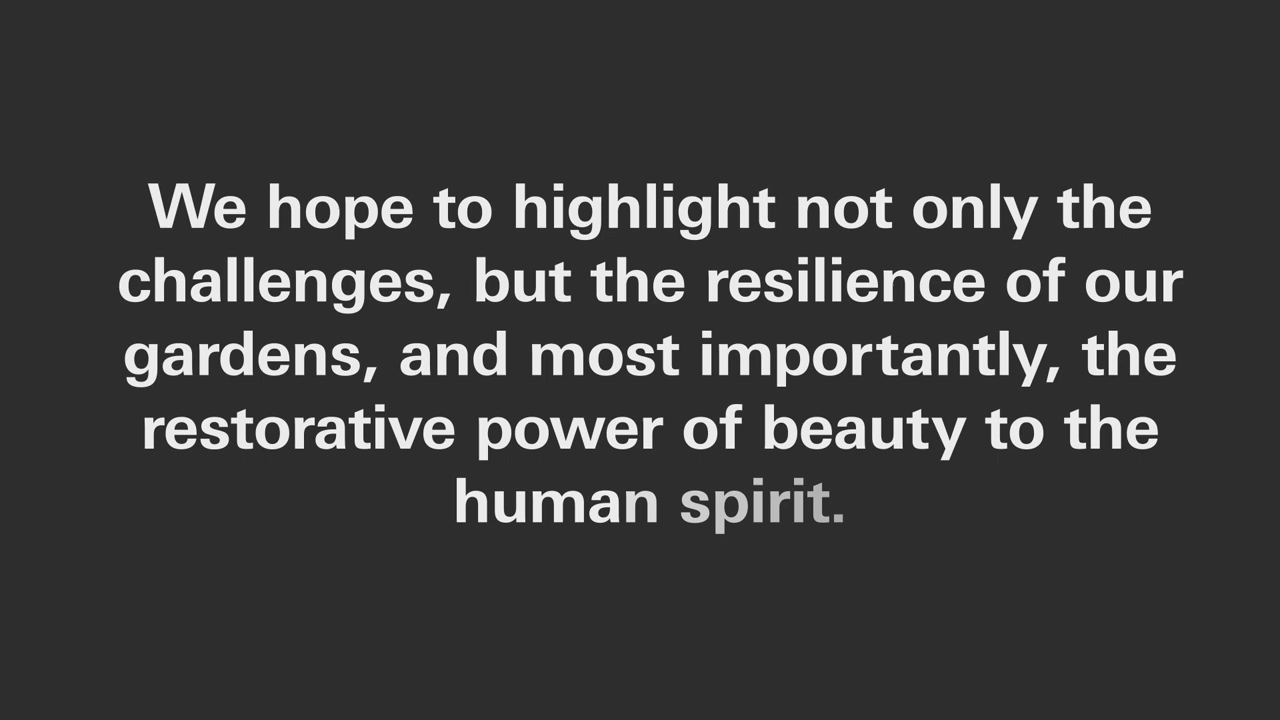 We hope to highlight not only the
challenges, but the resilience of our
gardens, and most importantly, the
restorative power of beauty to the
human spirit.